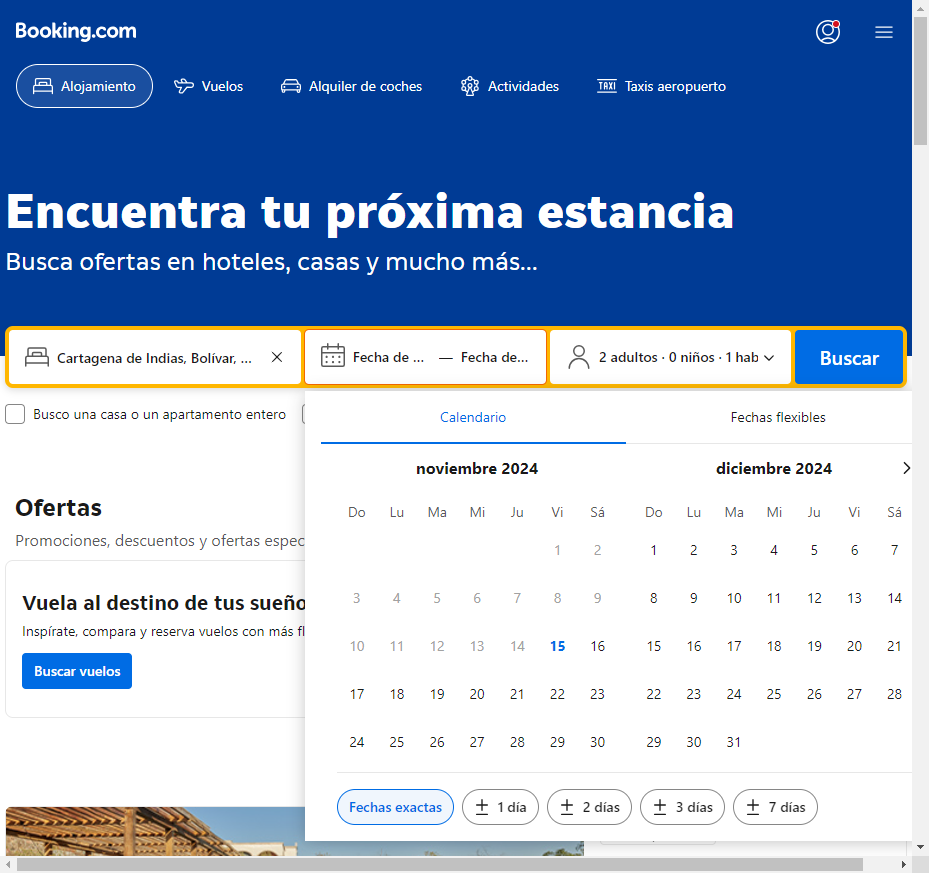 Booking.com
Alojamiento
Vuelos
Alquiler de coches
Actividades
TAXI Taxis aeropuerto
Encuentra tu próxima estancia
Busca ofertas en hoteles, casas y mucho más...
Cartagena de Indias, Bolívar, ...
Fecha de ... — Fecha de...
2 adultos · 0 niños · 1 hab
Buscar
Busco una casa o un apartamento entero
Calendario
Fechas flexibles
Ofertas
Promociones, descuentos y ofertas espec
Vuela al destino de tus sueño
Inspírate, compara y reserva vuelos con más fl
Buscar vuelos
noviembre 2024
Do Lu Ma Mi Ju Vi Sá
1 2
3 4 5 6 7 8 9
10 11 12 13 14 15 16
17 18 19 20 21 22 23
24 25 26 27 28 29 30
diciembre 2024
Do Lu Ma Mi Ju Vi Sá
1 2 3 4 5 6 7
8 9 10 11 12 13 14
15 16 17 18 19 20 21
22 23 24 25 26 27 28
29 30 31
Fechas exactas
± 1 día
± 2 días
± 3 días
± 7 días